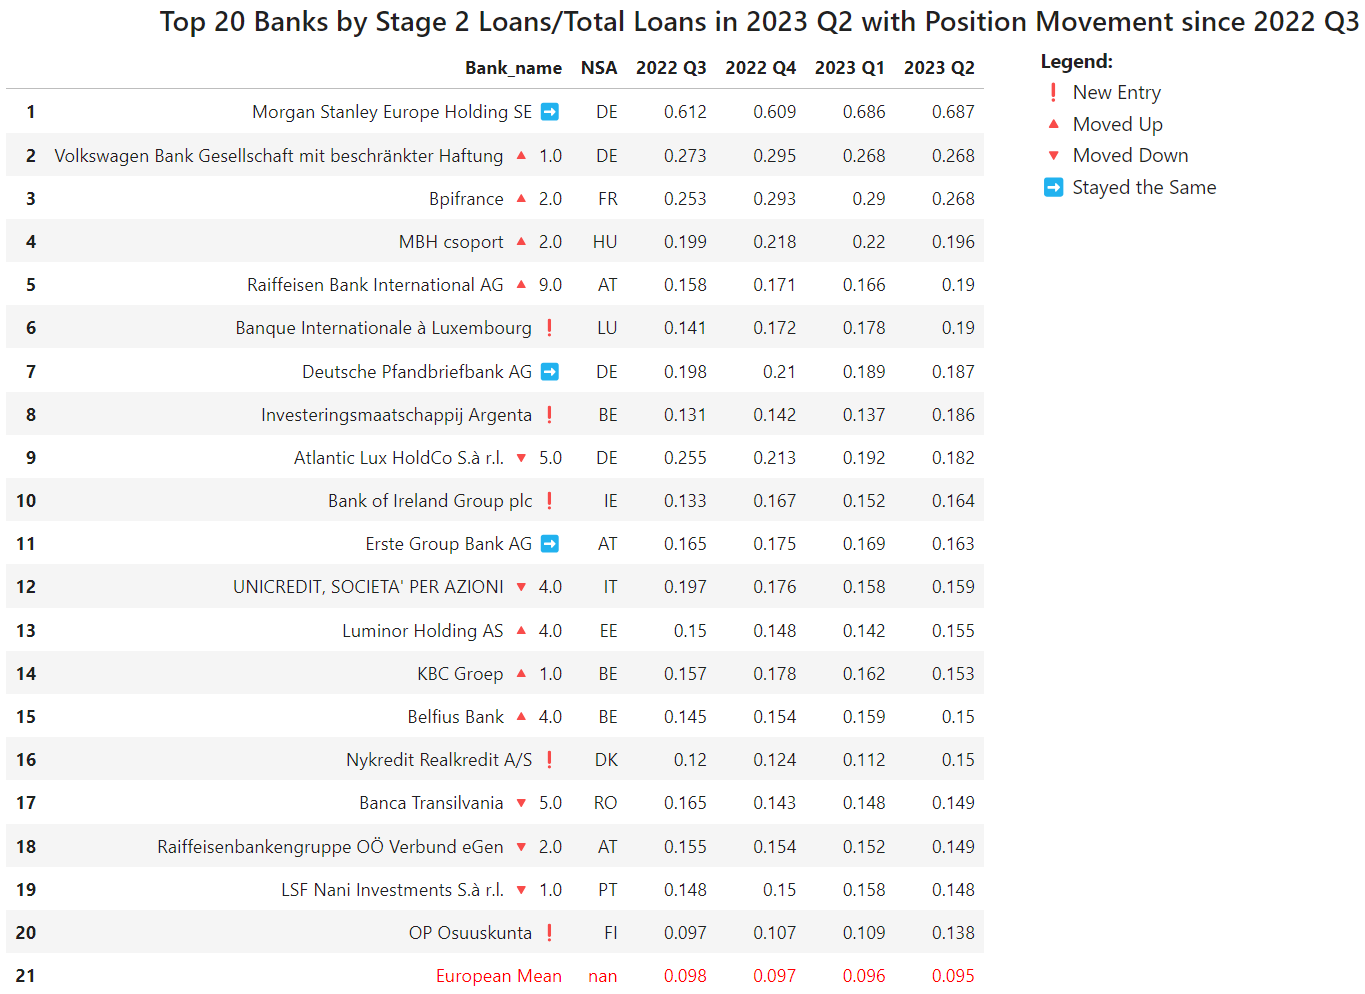 Top 20 Banks by Stage 2 Loans/Total Loans in 2023 Q2 with Position Movement since 2022 Q3
Bank_name NSA 2022 Q3 2022 Q4 2023 Q1 2023 Q2
1 Morgan Stanley Europe Holding SE ➡️ DE 0.612 0.609 0.686 0.687
2 Volkswagen Bank Gesellschaft mit beschränkter Haftung 🔺 1.0 DE 0.273 0.295 0.268 0.268
3 Bpifrance 🔺 2.0 FR 0.253 0.293 0.29 0.268
4 MBH csoport 🔺 2.0 HU 0.199 0.218 0.22 0.196
5 Raiffeisen Bank International AG 🔺 9.0 AT 0.158 0.171 0.166 0.19
6 Banque Internationale à Luxembourg ❗ LU 0.141 0.172 0.178 0.19
7 Deutsche Pfandbriefbank AG ➡️ DE 0.198 0.21 0.189 0.187
8 Investeringsmaatschappij Argenta ❗ BE 0.131 0.142 0.137 0.186
9 Atlantic Lux HoldCo S.à r.l. 🔻 5.0 DE 0.255 0.213 0.192 0.182
10 Bank of Ireland Group plc ❗ IE 0.133 0.167 0.152 0.164
11 Erste Group Bank AG ➡️ AT 0.165 0.175 0.169 0.163
12 UNICREDIT, SOCIETA' PER AZIONI 🔻 4.0 IT 0.197 0.176 0.158 0.159
13 Luminor Holding AS 🔺 4.0 EE 0.15 0.148 0.142 0.155
14 KBC Groep 🔺 1.0 BE 0.157 0.178 0.162 0.153
15 Belfius Bank 🔺 4.0 BE 0.145 0.154 0.159 0.15
16 Nykredit Realkredit A/S ❗ DK 0.12 0.124 0.112 0.15
17 Banca Transilvania 🔻 5.0 RO 0.165 0.143 0.148 0.149
18 Raiffeisenbankengruppe OÖ Verbund eGen 🔻 2.0 AT 0.155 0.154 0.152 0.149
19 LSF Nani Investments S.à r.l. 🔻 1.0 PT 0.148 0.15 0.158 0.148
20 OP Osuuskunta ❗ FI 0.097 0.107 0.109 0.138
21 European Mean nan 0.098 0.097 0.096 0.095
Legend:
❗ New Entry
🔺 Moved Up
🔻 Moved Down
➡️ Stayed the Same